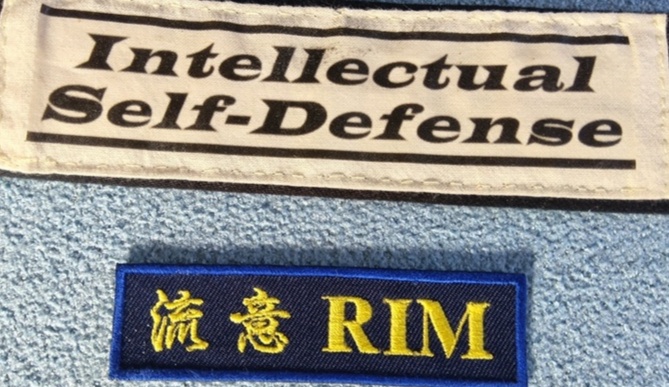 Intellectual
Self-Defense
流意 RIM